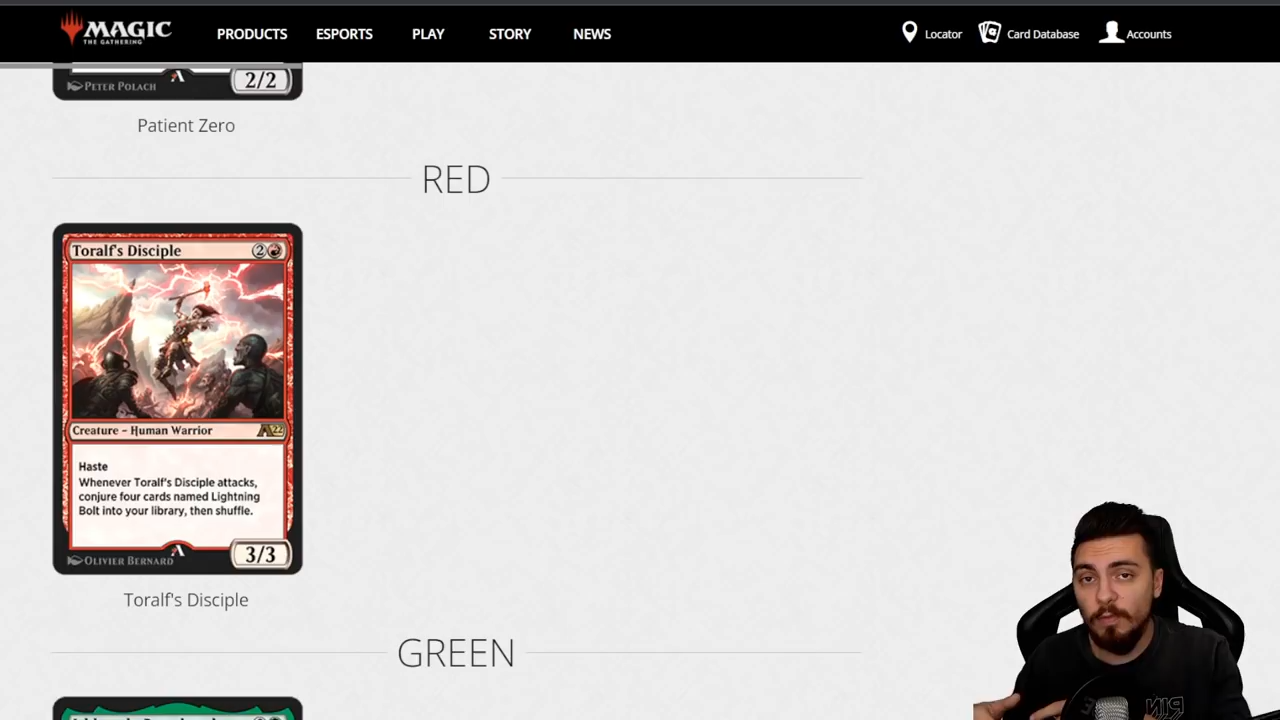 MAGIC
THE GATHERING
PRODUCTS ESPORTS PLAY STORY NEWS
Locator Card Database Accounts
PETER POLACH 2/2
Patient Zero
RED
Toralf's Disciple 2
Creature – Human Warrior A22
Haste
Whenever Toralf's Disciple attacks,
conjure four cards named Lightning
Bolt into your library, then shuffle.
OLIVIER BERNARD 3/3
Toralf's Disciple
GREEN